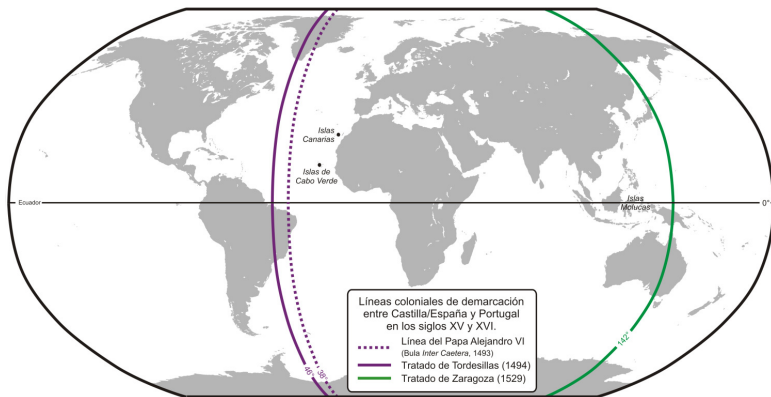 Islas
Canarias
Islas de
Cabo Verde
Ecuador
0°
Islas
Molucas
Líneas coloniales de demarcación
entre Castilla/España y Portugal
en los siglos XV y XVI.
Línea del Papa Alejandro VI
(Bula Inter Caetera, 1493)
Tratado de Tordesillas (1494)
Tratado de Zaragoza (1529)
46°
38°
142°